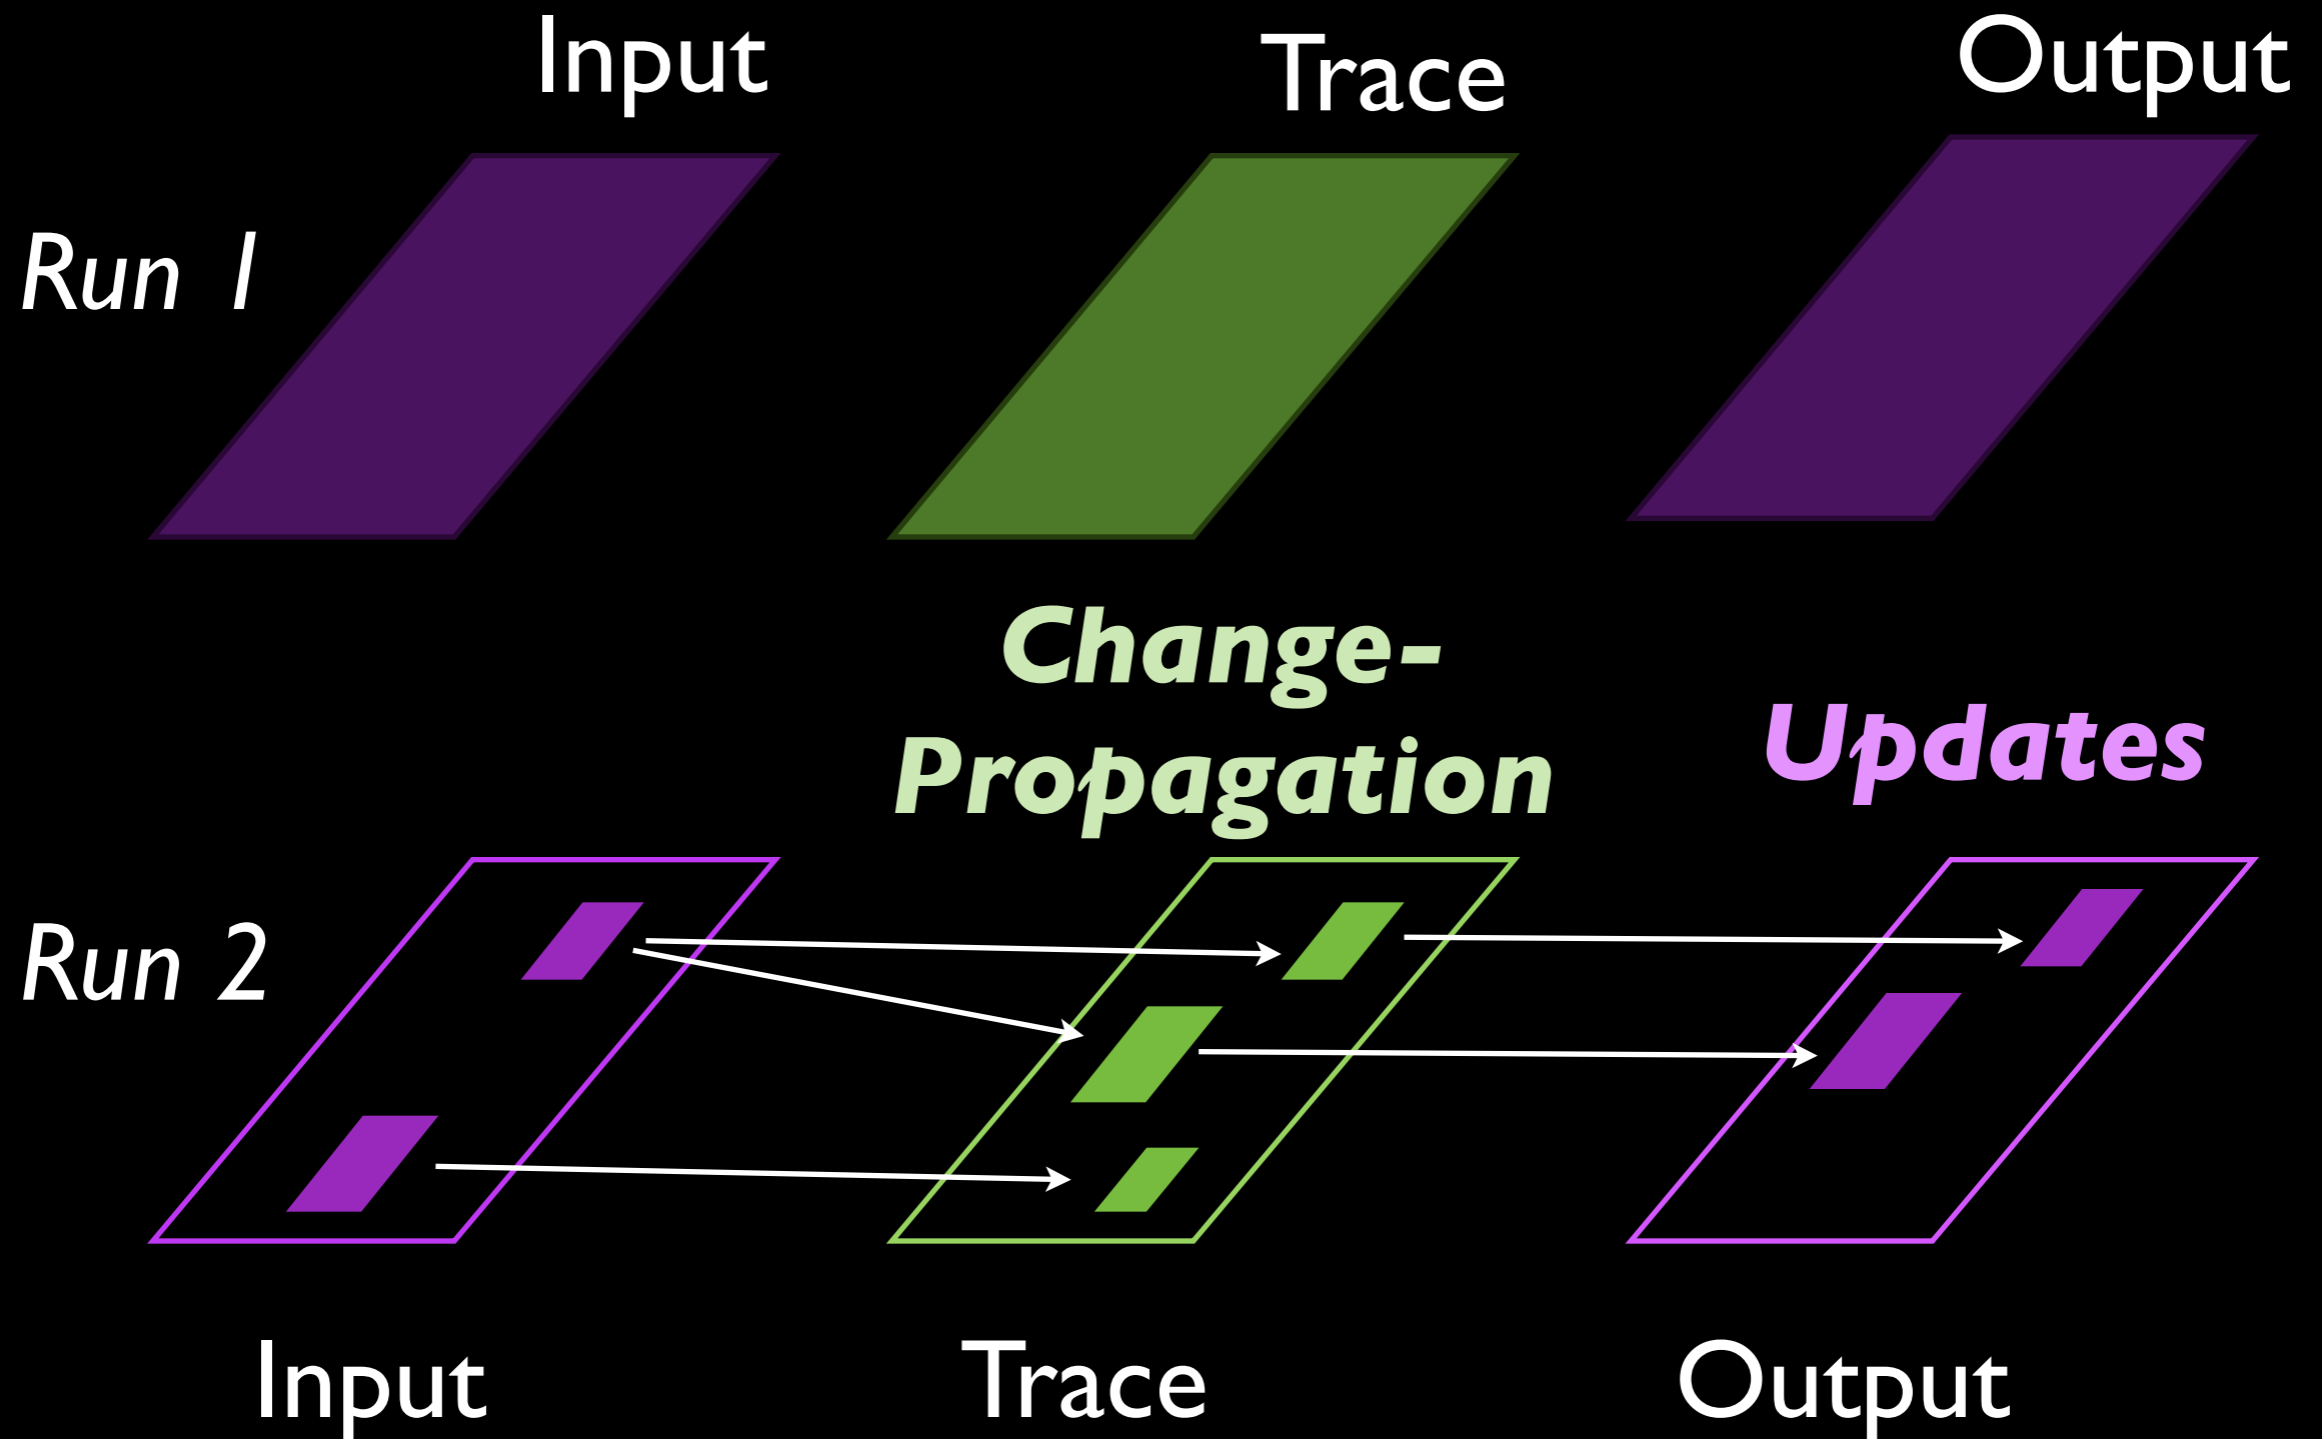 Input
Trace
Output
Run 1
Change-
Propagation
Updates
Run 2
Input
Trace
Output